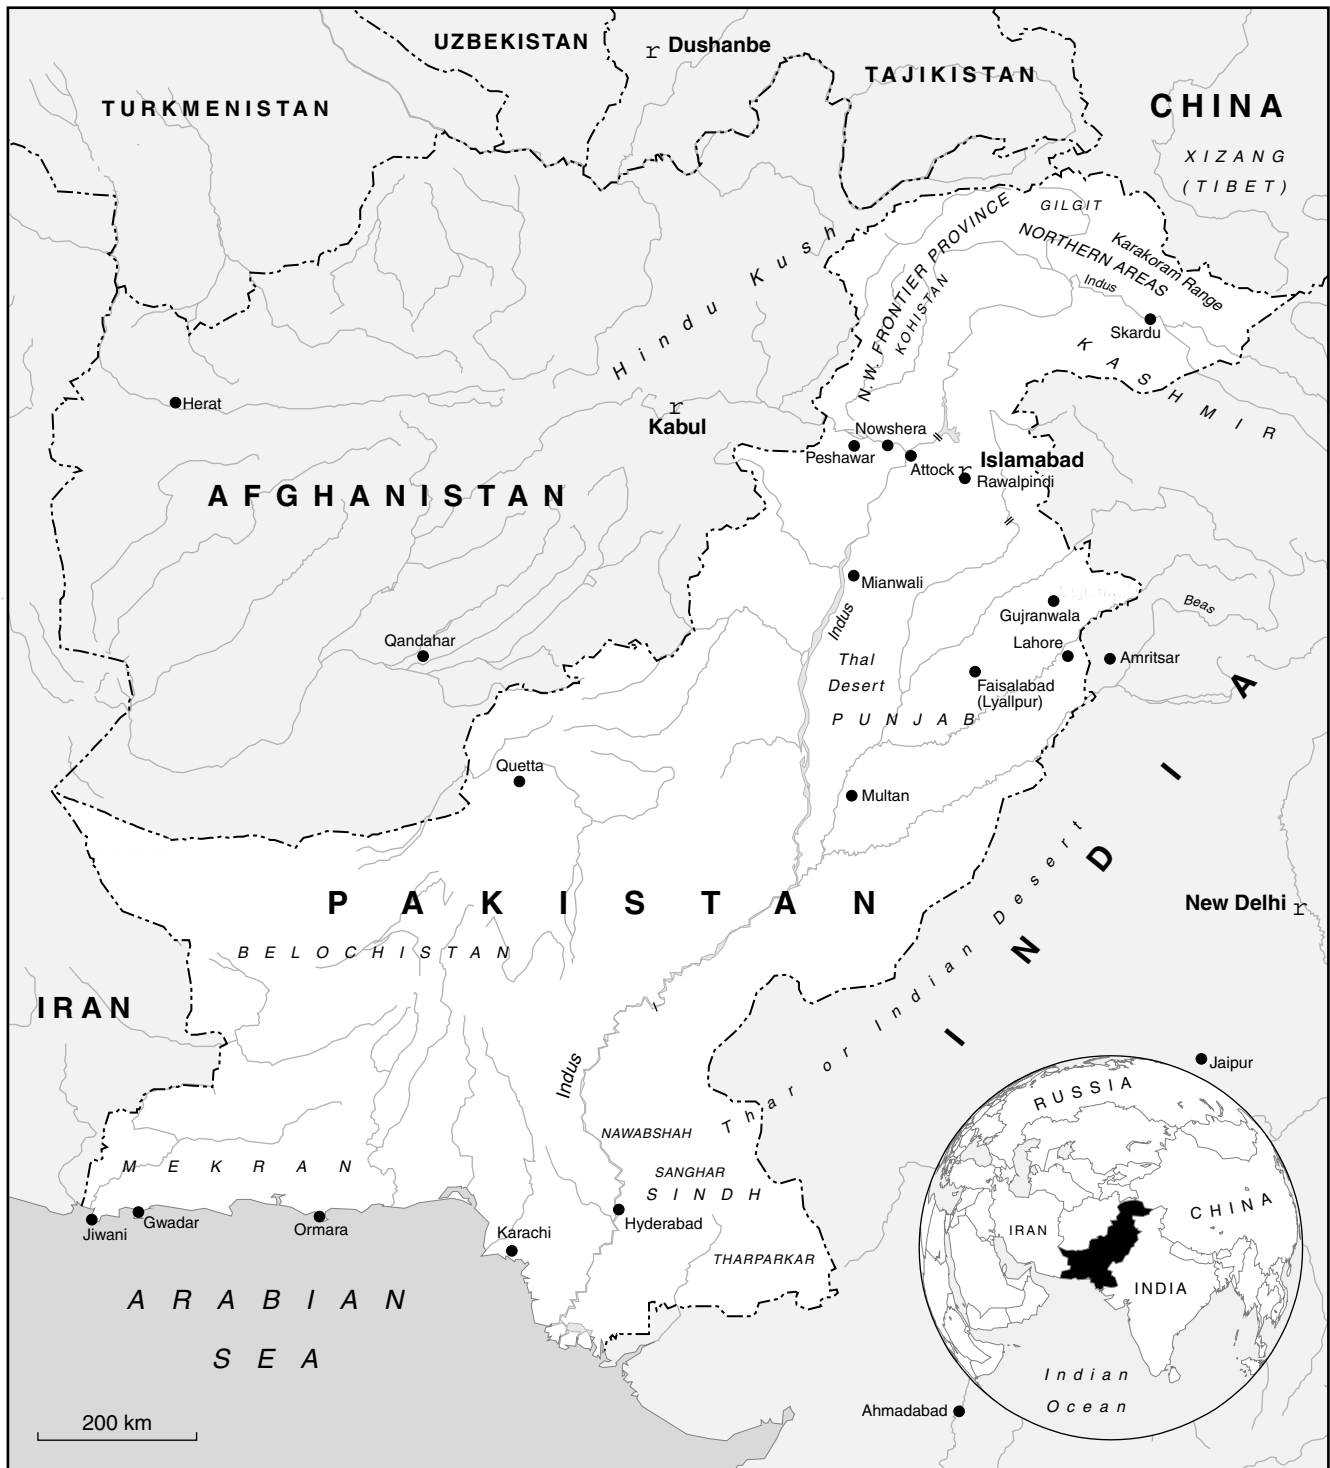 UZBEKISTAN
r Dushanbe
TAJIKISTAN
TURKMENISTAN
CHINA
XIZANG
(TIBET)
GILGIT
N.W. FRONTIER PROVINCE
NORTHERN AREAS
Karakoram Range
Hindu Kush
KOHISTAN
Indus
Skardu
KASHMIR
Herat
r
Kabul
Nowshera
Peshawar
Attock
r
Islamabad
Rawalpindi
AFGHANISTAN
Mianwali
Indus
Gujranwala
Beas
Qandahar
Lahore
Amritsar
Thal
Desert
Faisalabad
(Lyallpur)
PUNJAB
Quetta
Multan
INDIA
PAKISTAN
New Delhi r
BELOCHISTAN
Thar or Indian Desert
IRAN
Indus
Jaipur
NAWABSHAH
MEKRAN
SANGHAR
SINDH
Jiwani
Gwadar
Ormara
Karachi
Hyderabad
THARPARKAR
ARABIAN
SEA
RUSSIA
CHINA
IRAN
INDIA
Indian
Ocean
Ahmadabad
200 km